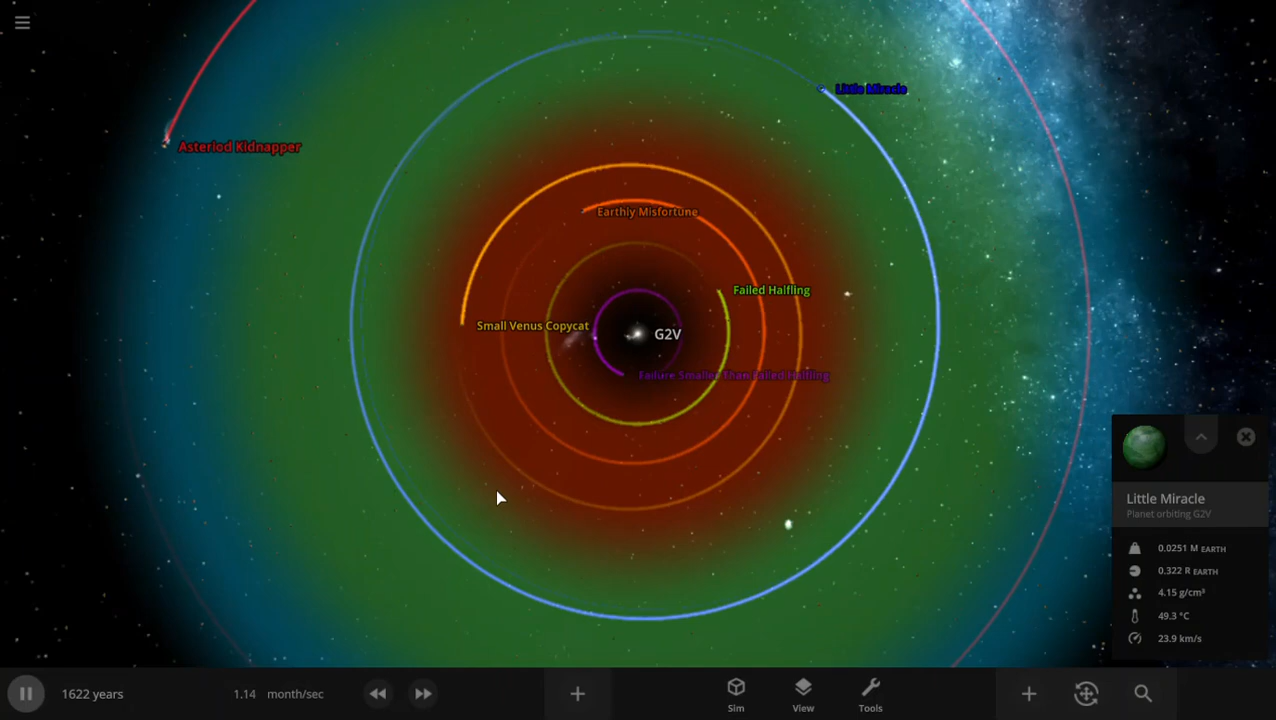 Little Miracle
Asteriod Kidnapper
Earthly Misfortune
Failed Halfling
Small Venus Copycat
G2V
Failure Smaller Than Failed Halfling
Little Miracle
Planet orbiting G2V
0.0251 M EARTH
0.322 R EARTH
4.15 g/cm³
49.3 °C
23.9 km/s
1622 years
1.14 month/sec
Sim
View
Tools